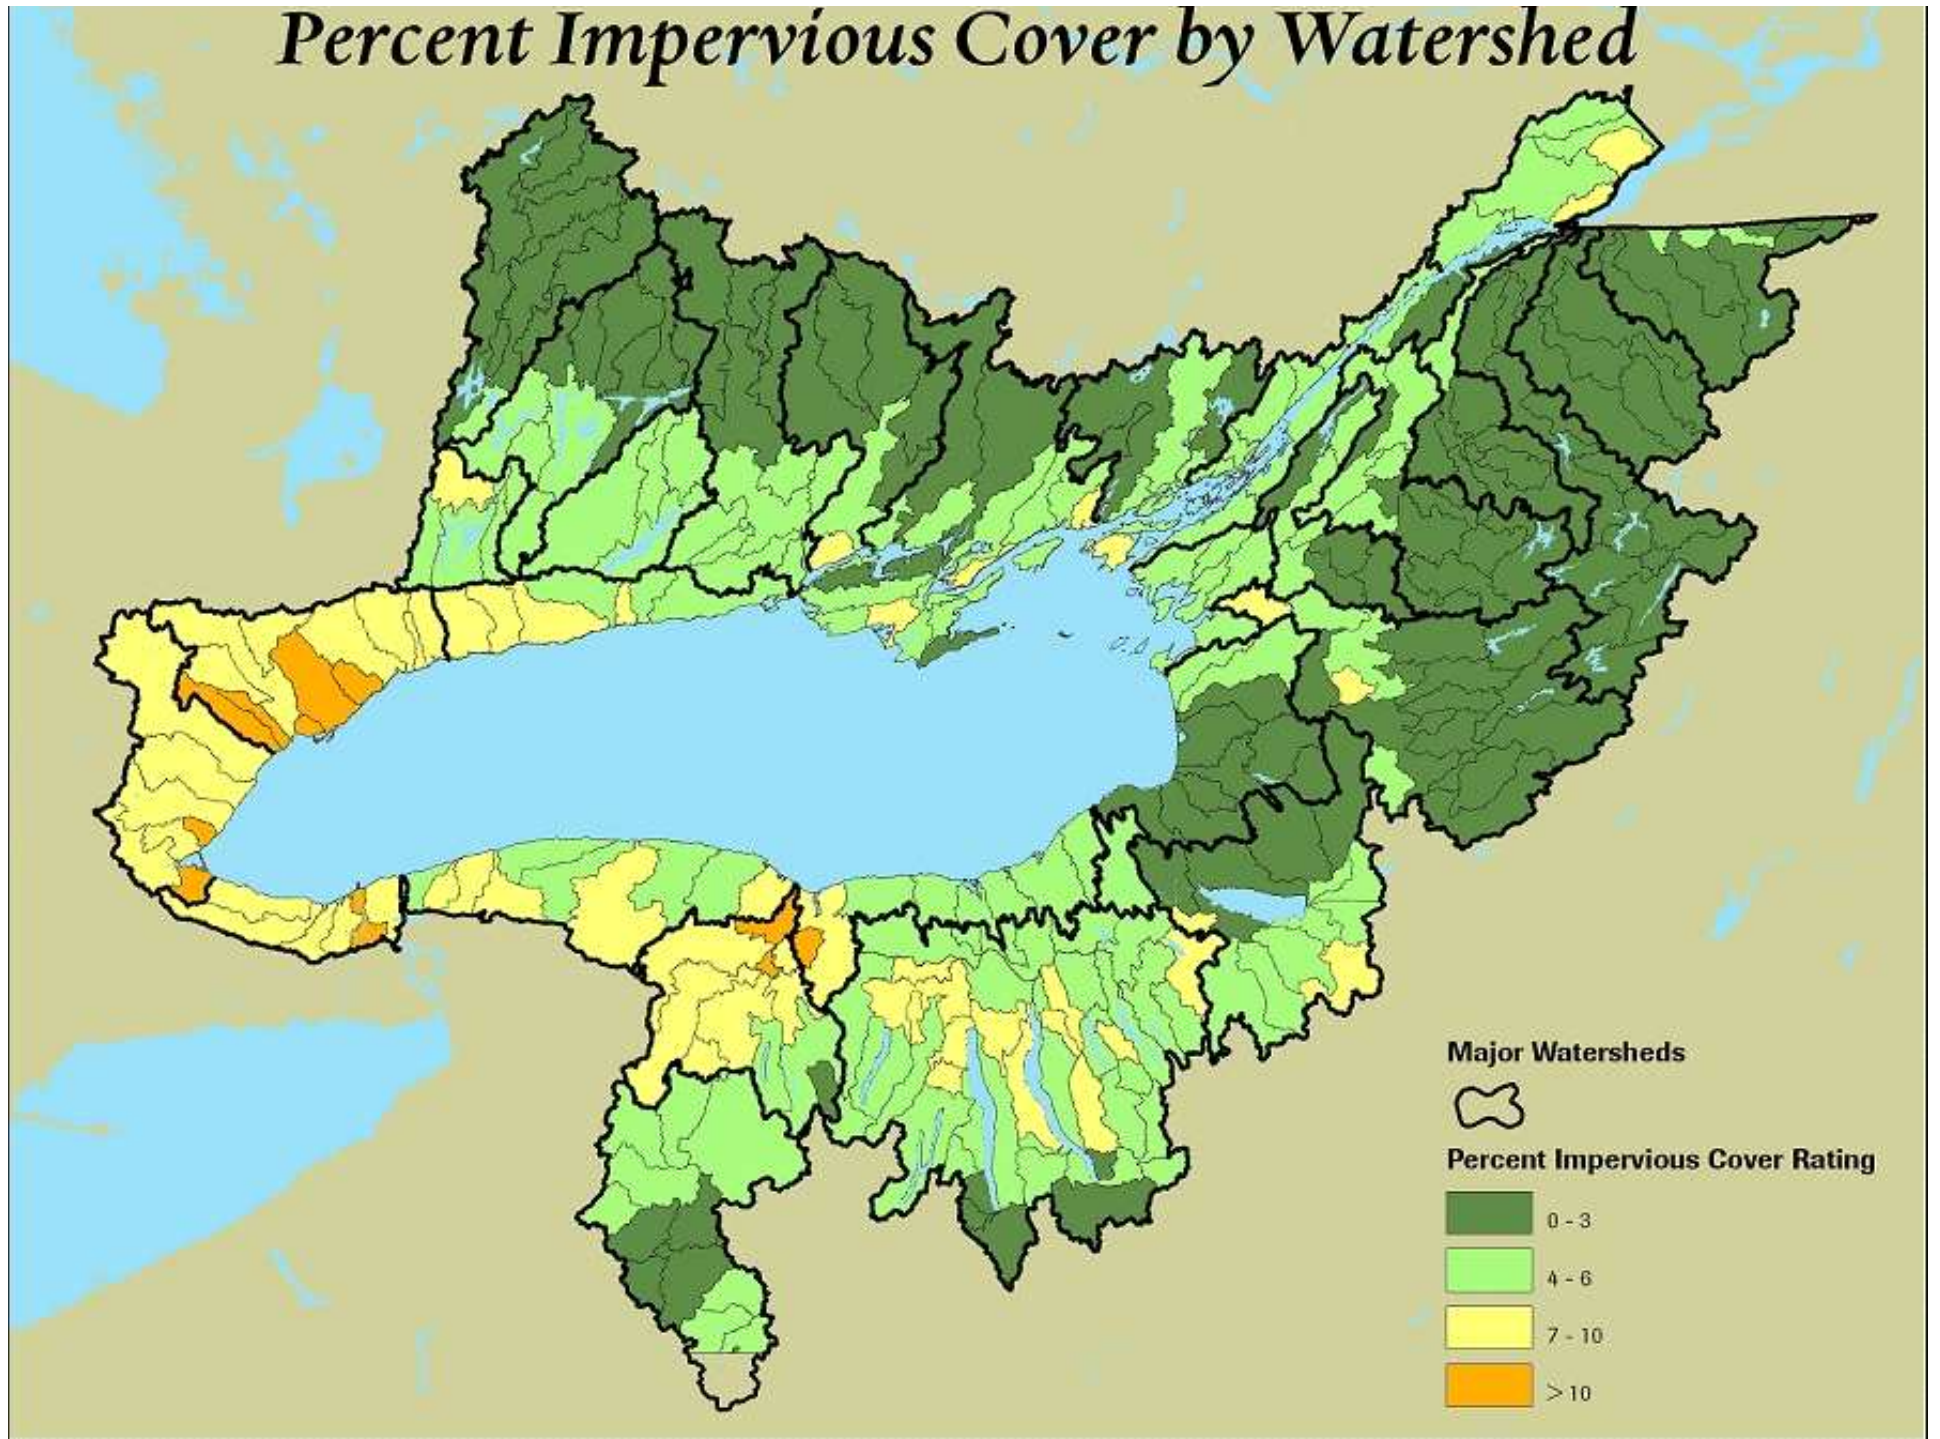 Percent Impervious Cover by Watershed
Major Watersheds
Percent Impervious Cover Rating
0 - 3
4 - 6
7 - 10
> 10